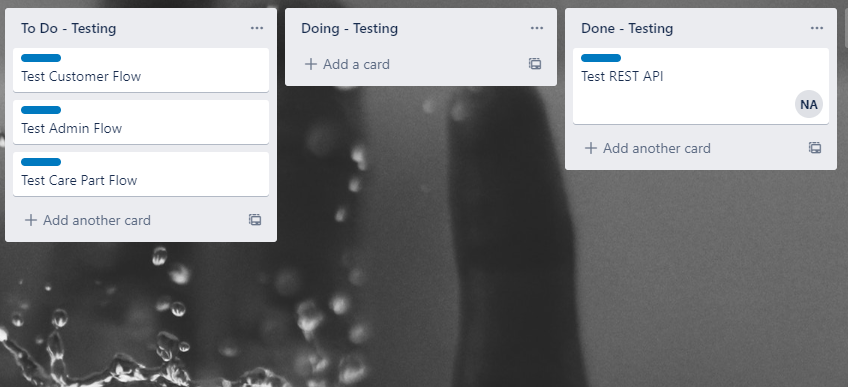 To Do - Testing
Test Customer Flow
Test Admin Flow
Test Care Part Flow
Add another card
Doing - Testing
Add a card
Done - Testing
Test REST API
NA
Add another card